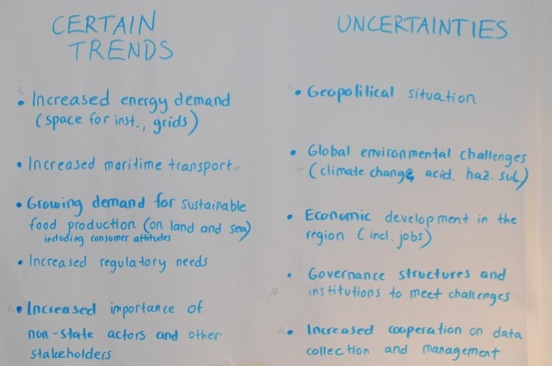 CERTAIN
TRENDS
• Increased energy demand
(space for inst., grids)
• Increased maritime transport
• Growing demand for sustainable
food production (on land and sea)
including consumer attitudes
• Increased regulatory needs
• Increased importance of
non-state actors and other
stakeholders
UNCERTAINTIES
• Geopolitical situation
• Global environmental challenges
(climate change, acid. haz. sub.)
• Economic development in the
region (incl. jobs)
• Governance structures and
institutions to meet challenges
• Increased cooperation on data
collection and management